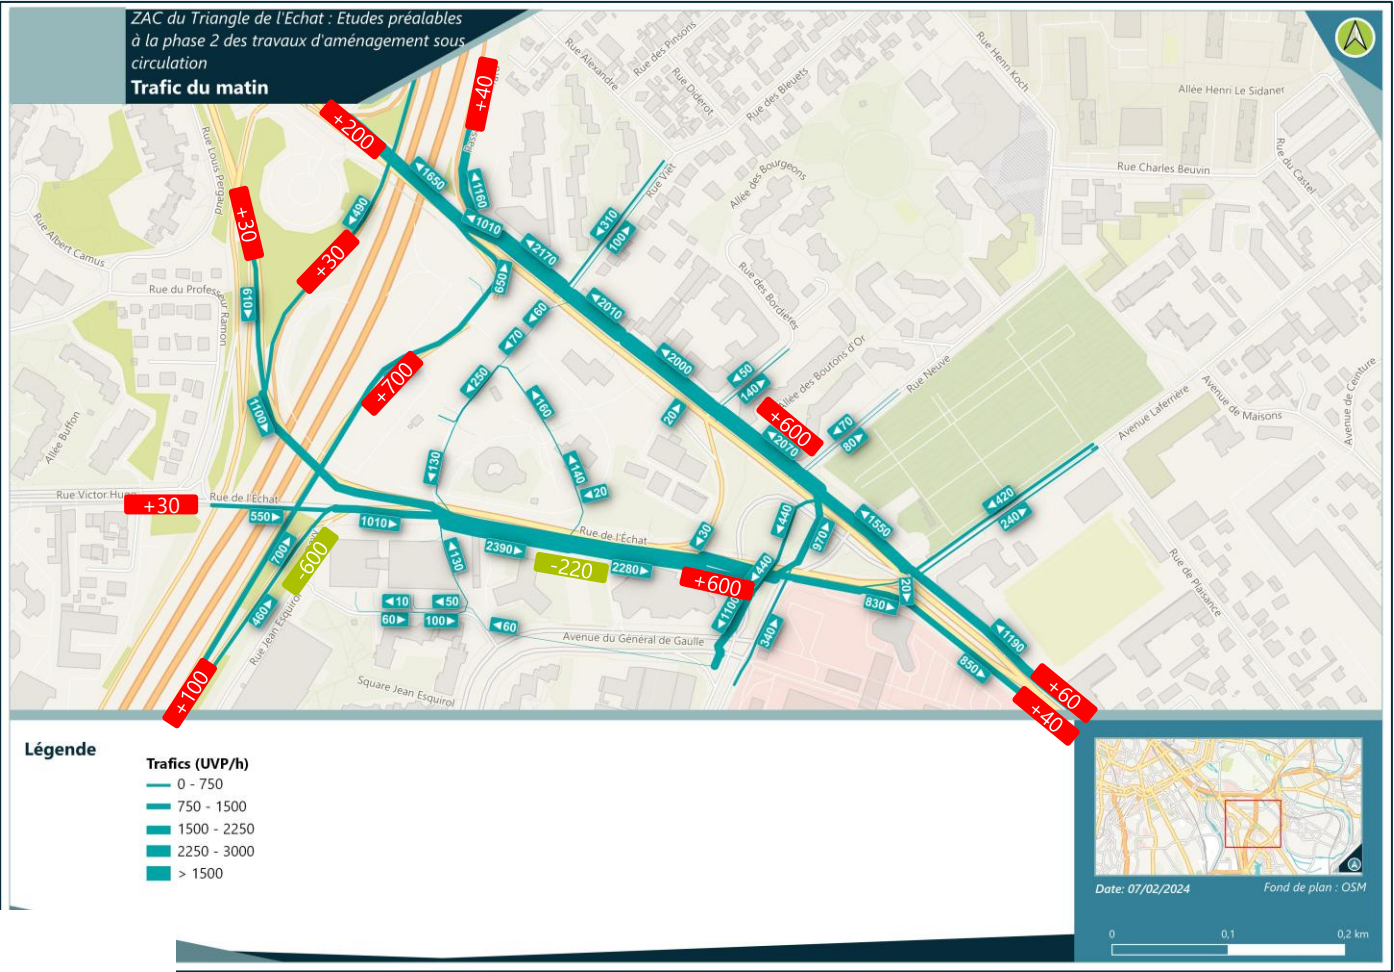 ZAC du Triangle de l'Echat : Etudes préalables
à la phase 2 des travaux d'aménagement sous
circulation
Trafic du matin
+40
+200
+30
+30
+700
+30
-600
+100
-220
+600
+600
+60
+40
◄1650
◄1160
◄1010
◄2170
◄490
◄310
100►
650►
610►
◄60
◄2010
◄70
◄2000
◄50
140►
◄250
◄160
20►
1100►
◄2070
◄70
80►
◄130
◄140
◄20
◄420
240►
550►
1010►
◄440
970►
◄1550
700►
2390►
◄30
◄130
2280►
◄440
20►
460►
◄10
◄50
60►
100►
◄60
◄1100
340►
830►
◄1190
850►
Rue Alexandre
Rue des Pinsons
Rue Diderot
Rue des Bleuets
Rue Henri Koch
Allée Henri Le Sidaner
Rue Charles Beuvin
Rue du Castel
Rue Louis Pergaud
Rue Albert Camus
Rue du Professeur Ramon
Rue Viet
Allée des Bourgeons
Rue des Bordières
Allée des Boutons d'Or
Rue Neuve
Avenue Laferrière
Avenue de Maisons
Avenue de Ceinture
Allée Buffon
Rue Victor Hugo
Rue de l'Échat
Rue de l'Échat
Rue de Plaisance
Rue Jean Esquirol
Avenue du Général de Gaulle
Square Jean Esquirol
Légende
Trafics (UVP/h)
0 - 750
750 - 1500
1500 - 2250
2250 - 3000
> 1500
Date: 07/02/2024
Fond de plan : OSM
0
0,1
0,2 km